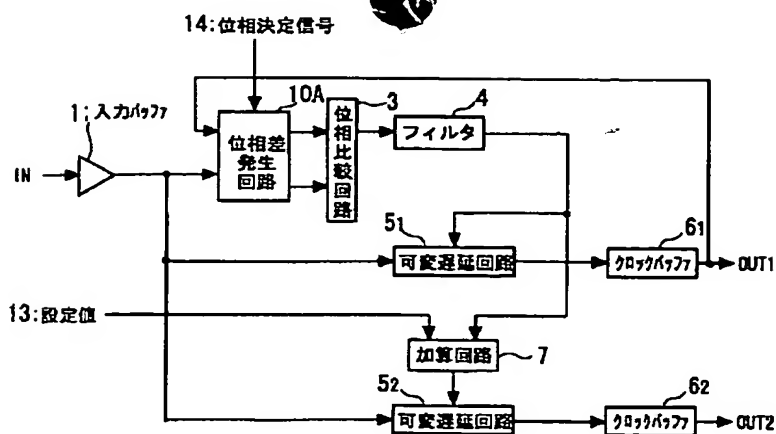 14:位相決定信号
10A
3
4
1:入力バッファ
位相差
発生
回路
位相比較回路
フィルタ
IN
51
可変遅延回路
61
クロックバッファ
OUT1
13:設定値
加算回路
7
52
可変遅延回路
62
クロックバッファ
OUT2